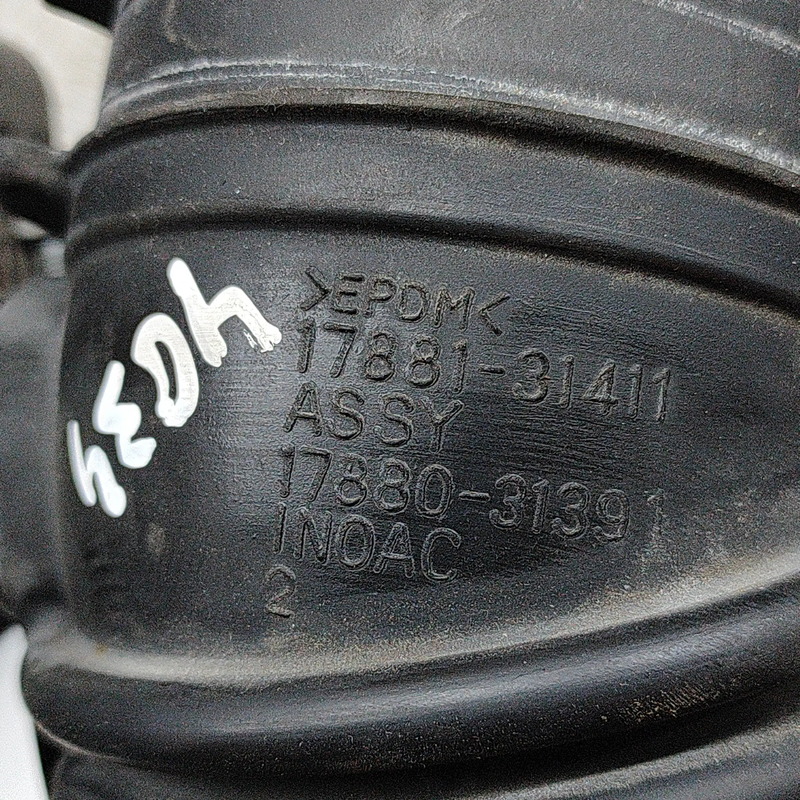 >EPDM<
17881-31411
ASSY
17880-31391
INOAC
2